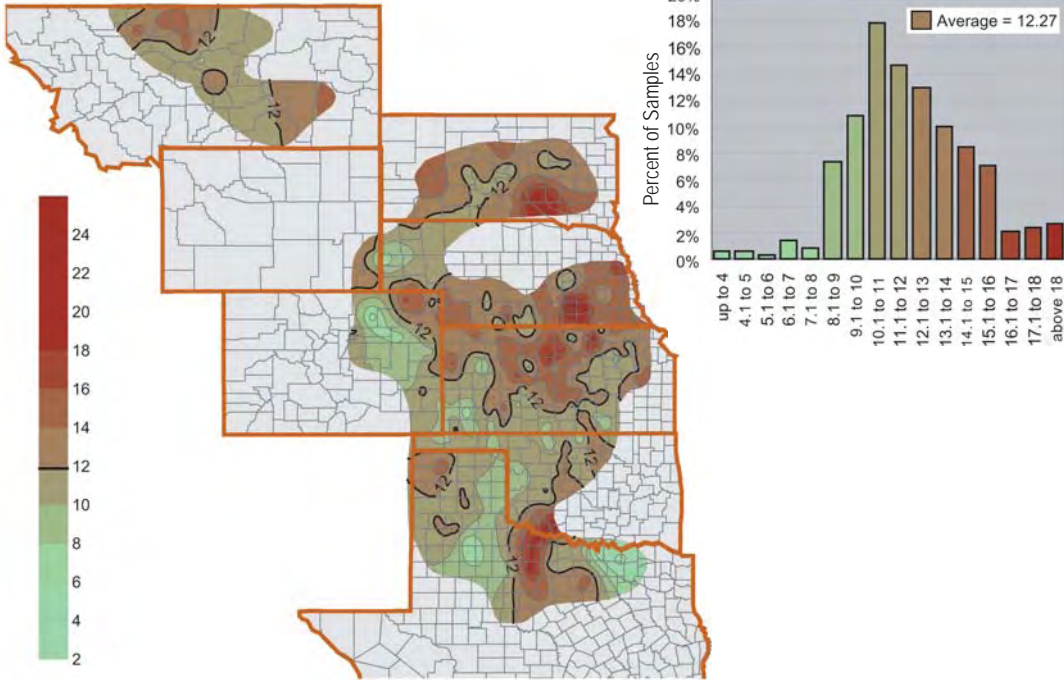 20%
18%
16%
14%
12%
10%
8%
6%
4%
2%
0%
Percent of Samples
Average = 12.27
up to 4
4.1 to 5
5.1 to 6
6.1 to 7
7.1 to 8
8.1 to 9
9.1 to 10
10.1 to 11
11.1 to 12
12.1 to 13
13.1 to 14
14.1 to 15
15.1 to 16
16.1 to 17
17.1 to 18
above 18
24
22
20
18
16
14
12
10
8
6
4
2
12
12
12
12
12
12
12
12
12